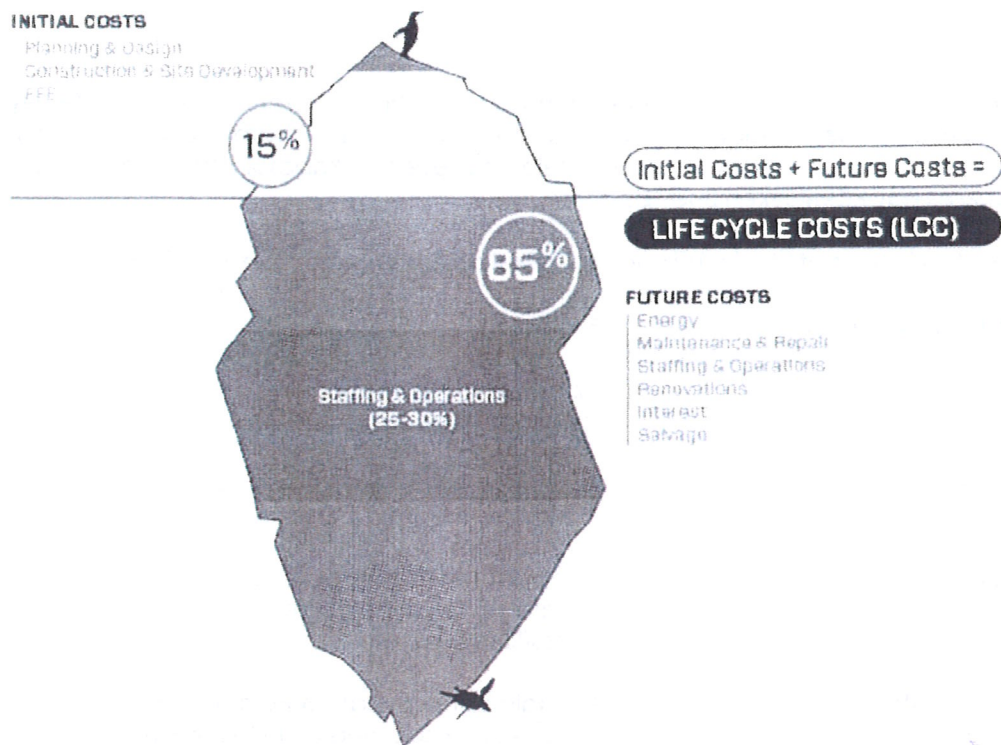 INITIAL COSTS
Planning & Design
Construction & Site Development
FFE
15%
Initial Costs + Future Costs =
LIFE CYCLE COSTS (LCC)
85%
FUTURE COSTS
Energy
Maintenance & Repair
Staffing & Operations
Renovations
Interest
Salvage
Staffing & Operations
(25-30%)